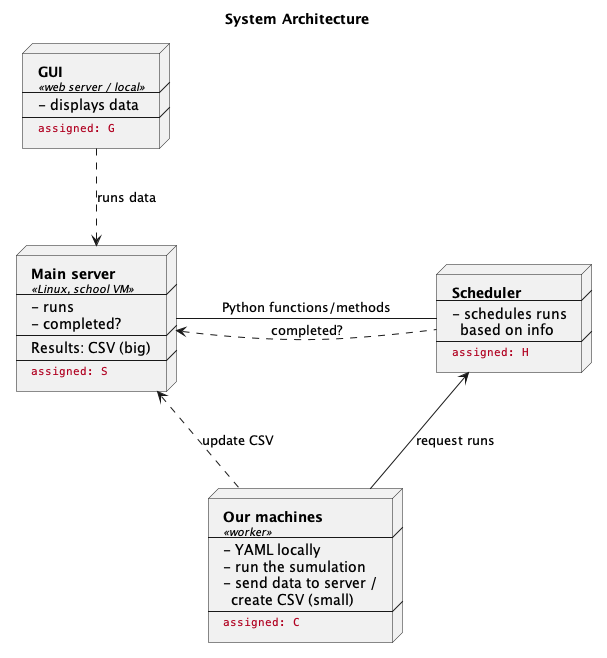 System Architecture
GUI
«web server / local»
- displays data
assigned: G
runs data
Main server
«Linux, school VM»
- runs
- completed?
Results: CSV (big)
assigned: S
Python functions/methods
completed?
Scheduler
- schedules runs
based on info
assigned: H
update CSV
request runs
Our machines
«worker»
- YAML locally
- run the sumulation
- send data to server /
create CSV (small)
assigned: C